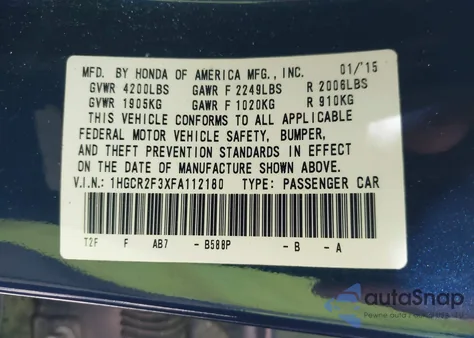 MFD. BY HONDA OF AMERICA MFG., INC. 01/15
GVWR 4200LBS GAWR F 2249LBS R 2006LBS
GVWR 1905KG GAWR F 1020KG R 910KG
THIS VEHICLE CONFORMS TO ALL APPLICABLE
FEDERAL MOTOR VEHICLE SAFETY, BUMPER,
AND THEFT PREVENTION STANDARDS IN EFFECT
ON THE DATE OF MANUFACTURE SHOWN ABOVE.
V.I.N.: 1HGCR2F3XFA112180 TYPE: PASSENGER CAR
T2F F AB7 - B588P - B - A
autoSnap
Pewne auto